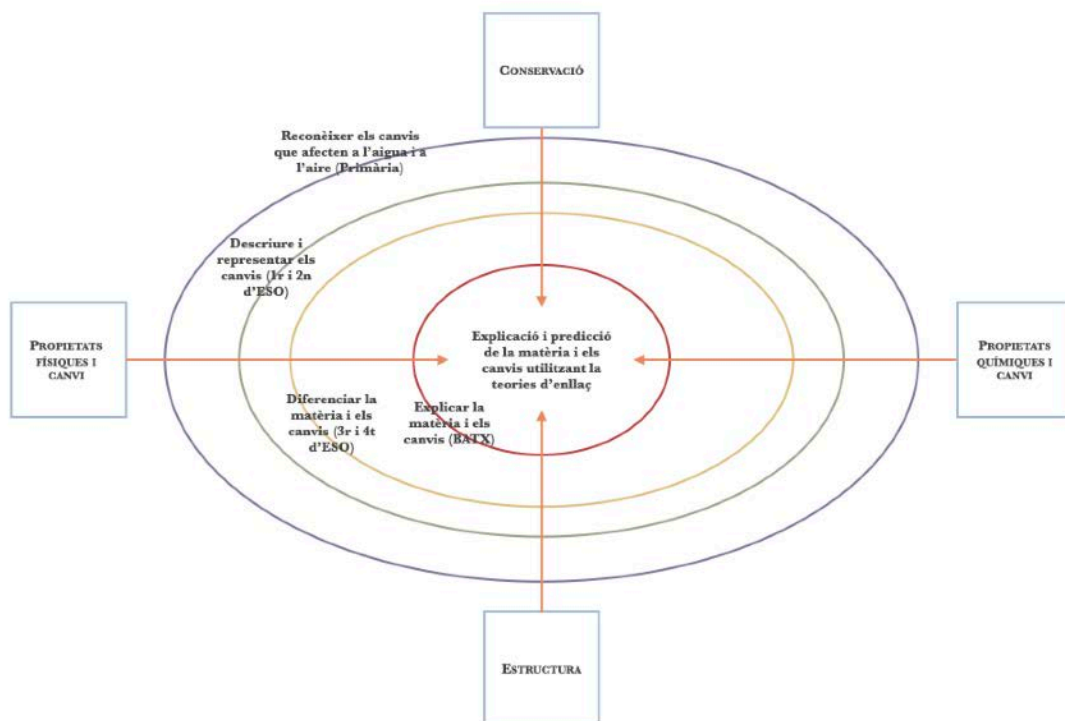 CONSERVACIÓ
Reconèixer els canvis
que afecten a l'aigua i a
l'aire (Primària)
Descriure i
representar els
canvis (1r i 2n
d'ESO)
PROPIETATS
FÍSIQUES I
CANVI
Explicació i predicció
de la matèria i els
canvis utilitzant la
teories d'enllaç
PROPIETATS
QUÍMIQUES I
CANVI
Diferenciar la
matèria i els
canvis (3r i 4t
d'ESO)
Explicar la
matèria i els
canvis (BATX)
ESTRUCTURA